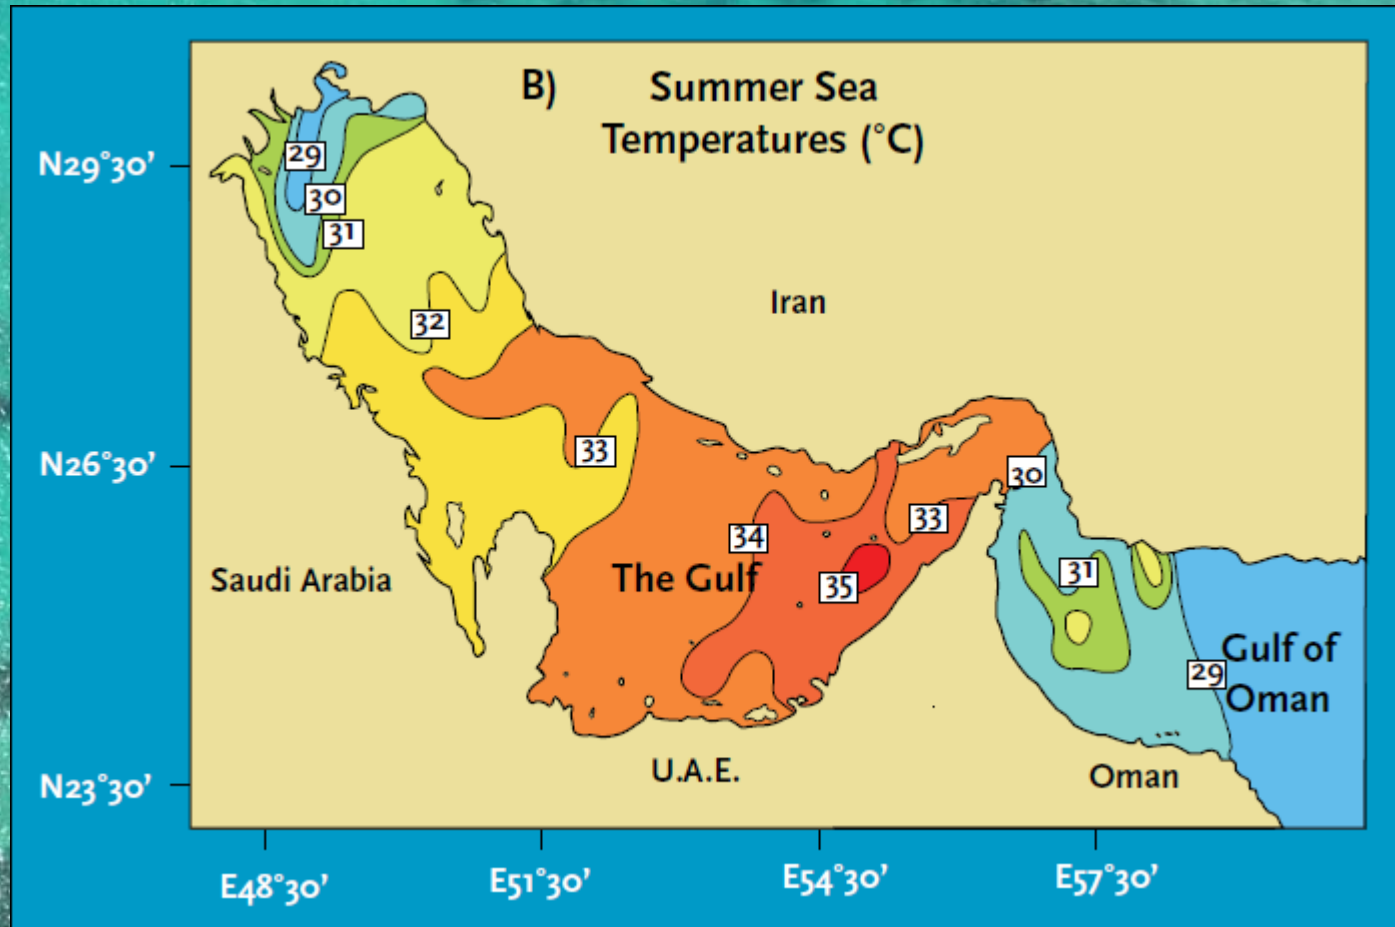 B) Summer Sea
Temperatures (°C)
N29°30'
29
30
31
Iran
32
33
N26°30'
30
33
34
31
Saudi Arabia
The Gulf
35
Gulf of
Oman
29
U.A.E.
Oman
N23°30'
E48°30'
E51°30'
E54°30'
E57°30'